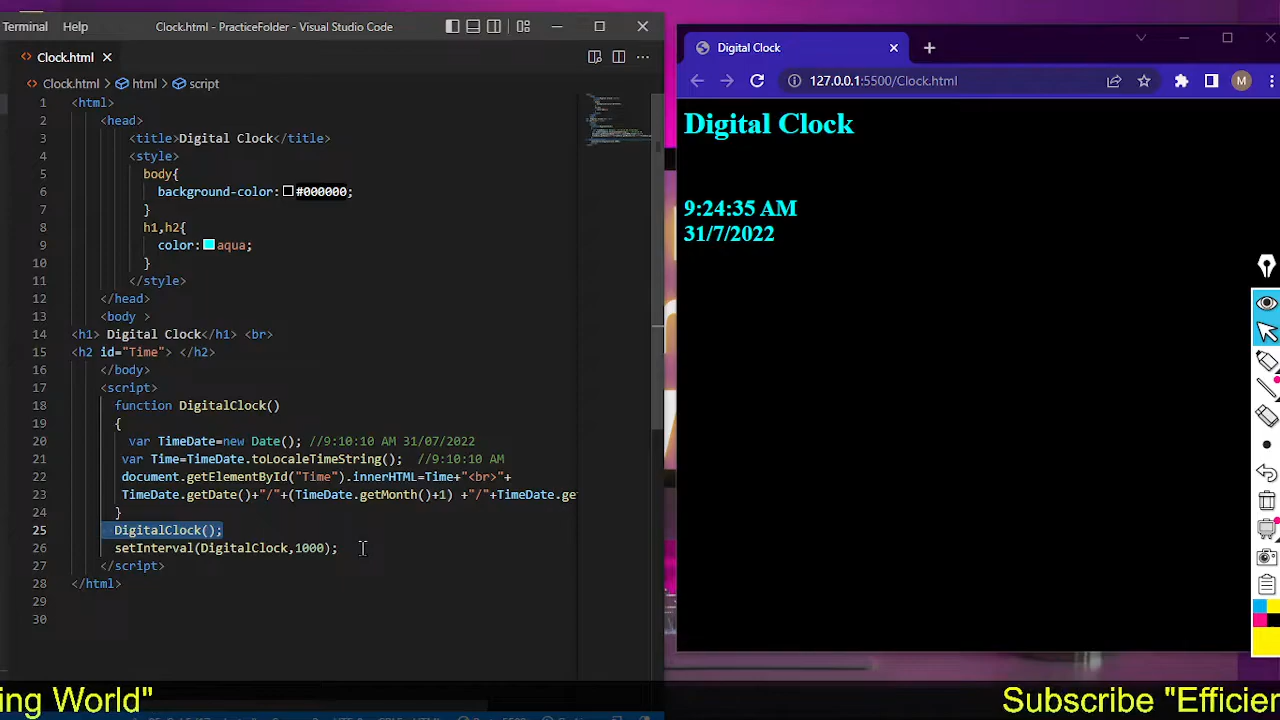 Terminal Help Clock.html - PracticeFolder - Visual Studio Code
Clock.html
Clock.html > html > script
1 <html>
2 <head>
3 <title>Digital Clock</title>
4 <style>
5 body{
6 background-color: #000000;
7 }
8 h1,h2{
9 color: aqua;
10 }
11 </style>
12 </head>
13 <body >
14 <h1> Digital Clock</h1> <br>
15 <h2 id="Time"> </h2>
16 </body>
17 <script>
18 function DigitalClock()
19 {
20 var TimeDate=new Date(); //9:10:10 AM 31/07/2022
21 var Time=TimeDate.toLocaleTimeString(); //9:10:10 AM
22 document.getElementById("Time").innerHTML=Time+"<br>"+
23 TimeDate.getDate()+"/"+(TimeDate.getMonth()+1) +"/"+TimeDate.ge
24 }
25 DigitalClock();
26 setInterval(DigitalClock,1000);
27 </script>
28 </html>
29
30
Digital Clock
127.0.0.1:5500/Clock.html
M
Digital Clock
9:24:35 AM
31/7/2022
ing World" Subscribe "Efficier